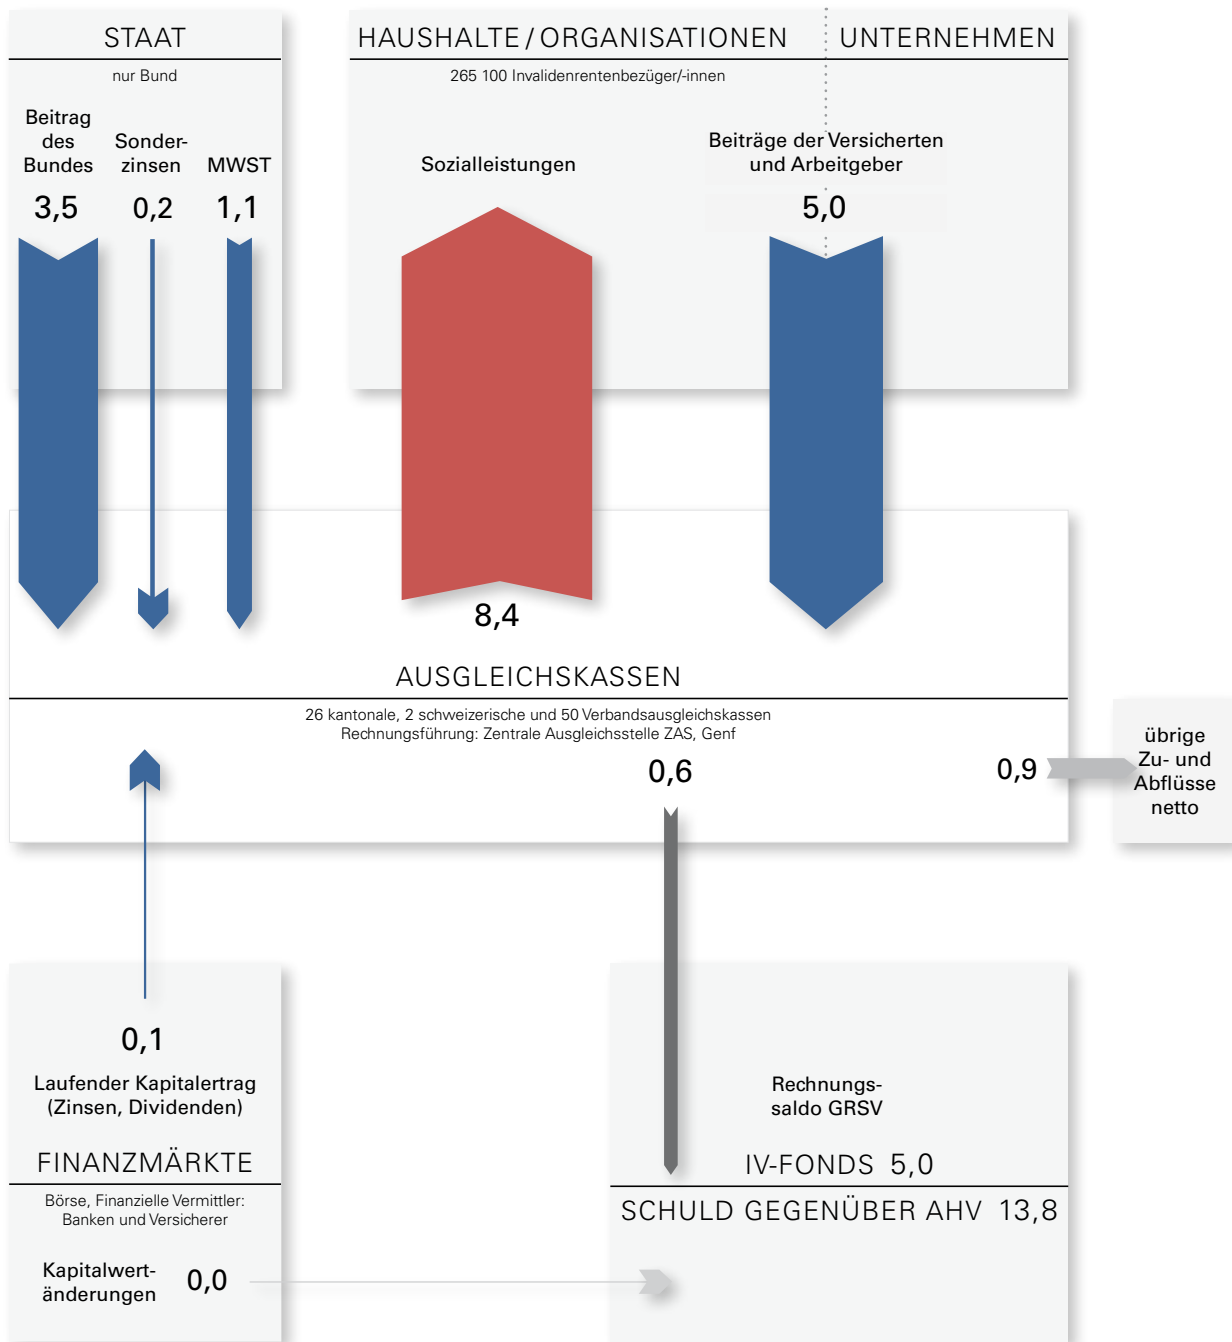 STAAT
nur Bund
Beitrag
des
Bundes
3,5
Sonder-
zinsen
0,2
MWST
1,1
HAUSHALTE / ORGANISATIONEN
UNTERNEHMEN
265 100 Invalidenrentenbezüger/-innen
Sozialleistungen
Beiträge der Versicherten
und Arbeitgeber
5,0
8,4
AUSGLEICHSKASSEN
26 kantonale, 2 schweizerische und 50 Verbandsausgleichskassen
Rechnungsführung: Zentrale Ausgleichsstelle ZAS, Genf
0,6
0,9
übrige
Zu- und
Abflüsse
netto
0,1
Laufender Kapitalertrag
(Zinsen, Dividenden)
FINANZMÄRKTE
Börse, Finanzielle Vermittler:
Banken und Versicherer
Kapitalwert-
änderungen
0,0
Rechnungs-
saldo GRSV
IV-FONDS 5,0
SCHULD GEGENÜBER AHV 13,8